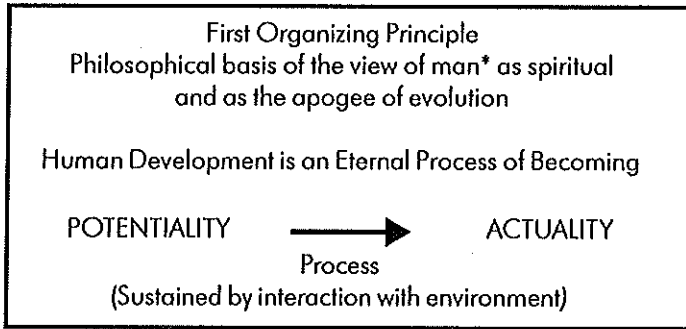 First Organizing Principle
Philosophical basis of the view of man* as spiritual
and as the apogee of evolution
Human Development is an Eternal Process of Becoming
POTENTIALITY ACTUALITY
Process
(Sustained by interaction with environment)